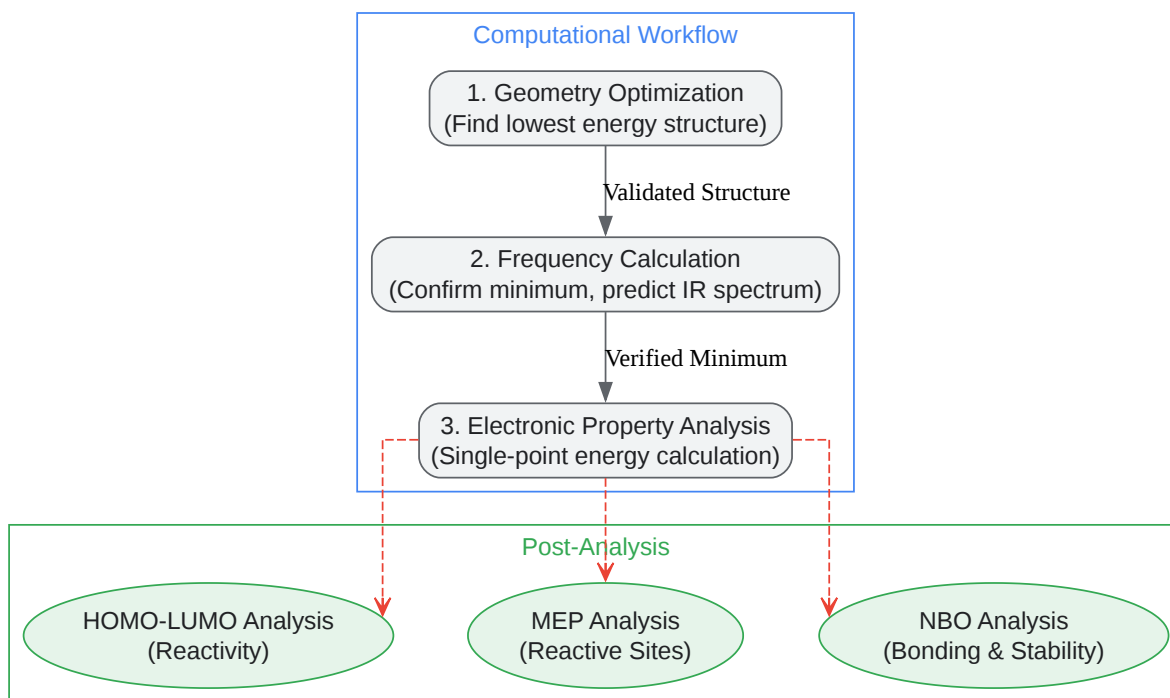 Computational Workflow
1. Geometry Optimization
(Find lowest energy structure)
Validated Structure
2. Frequency Calculation
(Confirm minimum, predict IR spectrum)
Verified Minimum
3. Electronic Property Analysis
(Single-point energy calculation)
Post-Analysis
HOMO-LUMO Analysis
(Reactivity)
MEP Analysis
(Reactive Sites)
NBO Analysis
(Bonding & Stability)